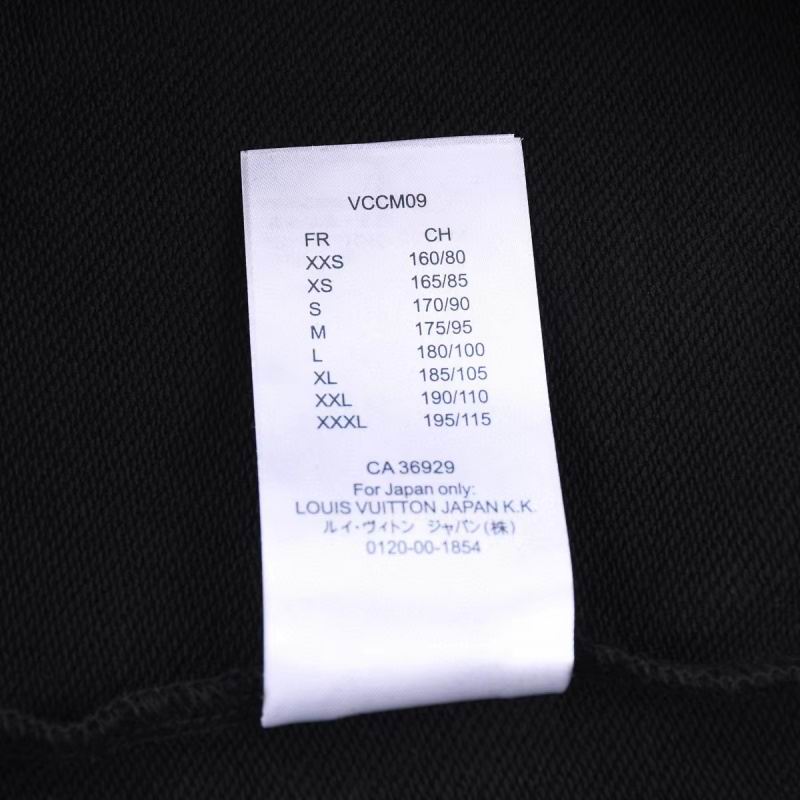 VCCM09
FR CH
XXS 160/80
XS 165/85
S 170/90
M 175/95
L 180/100
XL 185/105
XXL 190/110
XXXL 195/115
CA 36929
For Japan only:
LOUIS VUITTON JAPAN K.K.
ルイ・ヴィトン ジャパン(株)
0120-00-1854